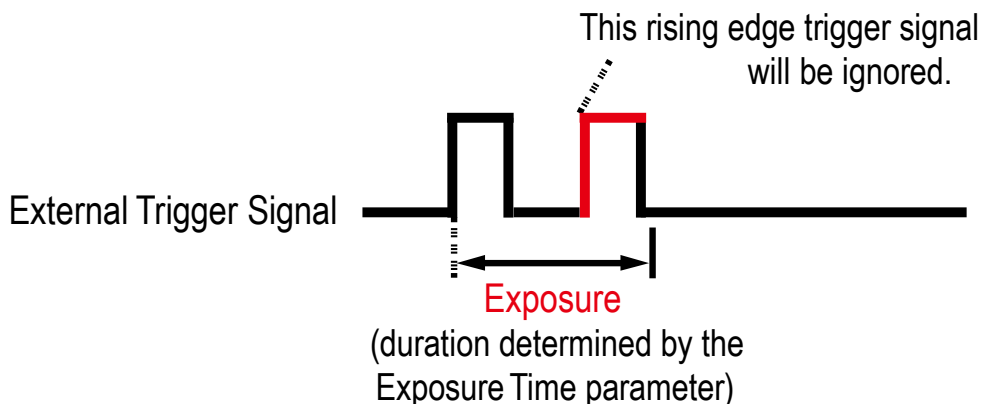 This rising edge trigger signal
will be ignored.
External Trigger Signal
Exposure
(duration determined by the
Exposure Time parameter)